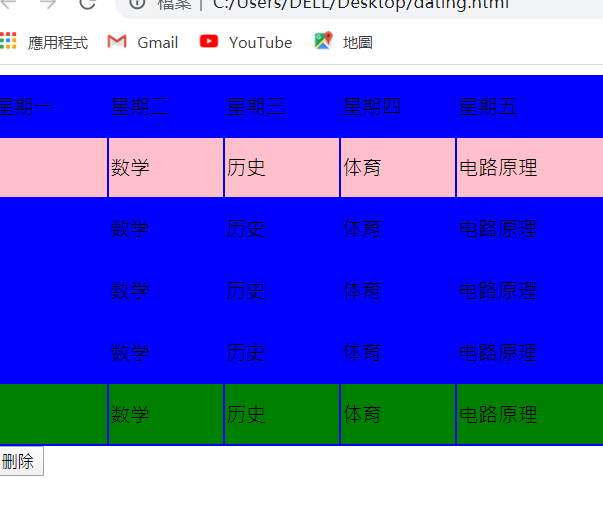 檔案 | C:/Users/DELL/Desktop/dating.html
應用程式 Gmail YouTube 地圖
星期一 星期二 星期三 星期四 星期五
数学 历史 体育 电路原理
数学 历史 体育 电路原理
数学 历史 体育 电路原理
数学 历史 体育 电路原理
数学 历史 体育 电路原理
删除